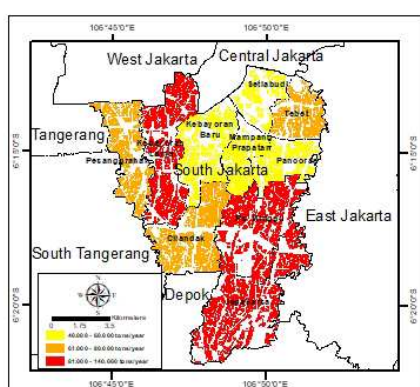 106°45'0"E 106°50'0"E
West Jakarta
Central Jakarta
Setiabudi
Tebet
Kebayoran
Baru
Mampang
Prapatan
Pancoran
6°15'0"S
6°15'0"S
Tangerang
Pesanggrahan
South Jakarta
East Jakarta
Cilandak
South Tangerang
Depok
Kilometers
0 1.75 3.5
40.000 - 60.000 tons/year
61.000 - 80.000 tons/year
81.000 - 140.000 tons/year
6°20'0"S
6°20'0"S
106°45'0"E 106°50'0"E